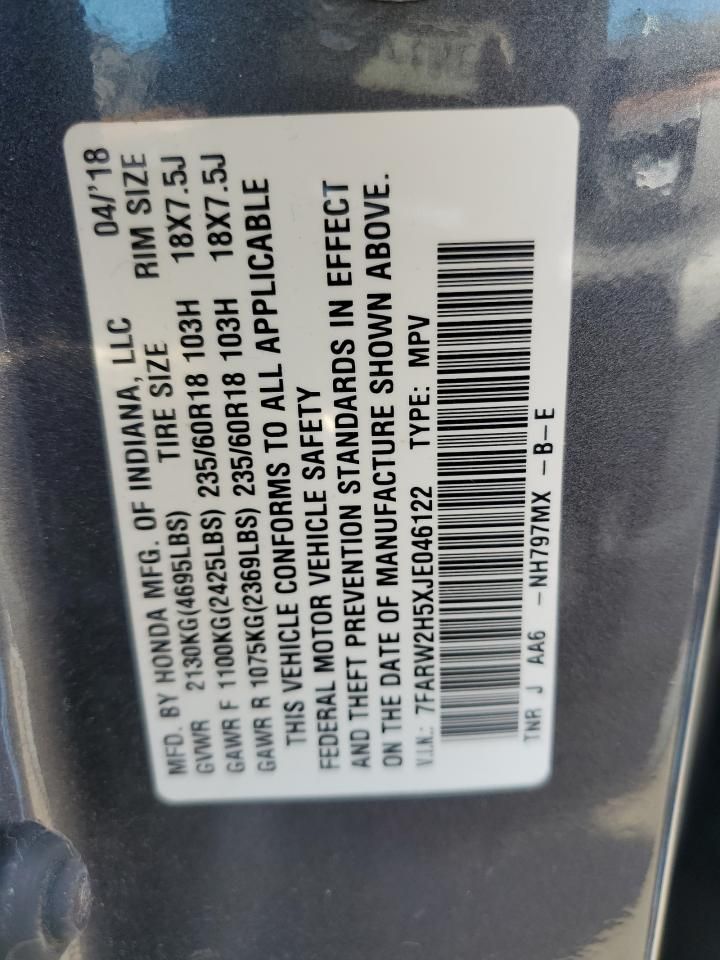 MFD. BY HONDA MFG. OF INDIANA, LLC 04/'18
GVWR 2130KG(4695LBS) TIRE SIZE RIM SIZE
GAWR F 1100KG(2425LBS) 235/60R18 103H 18X7.5J
GAWR R 1075KG(2369LBS) 235/60R18 103H 18X7.5J
THIS VEHICLE CONFORMS TO ALL APPLICABLE
FEDERAL MOTOR VEHICLE SAFETY
AND THEFT PREVENTION STANDARDS IN EFFECT
ON THE DATE OF MANUFACTURE SHOWN ABOVE.
V.I.N.: 7FARW2H5XJE046122 TYPE: MPV
TNR J AA6 -NH797MX -B-E